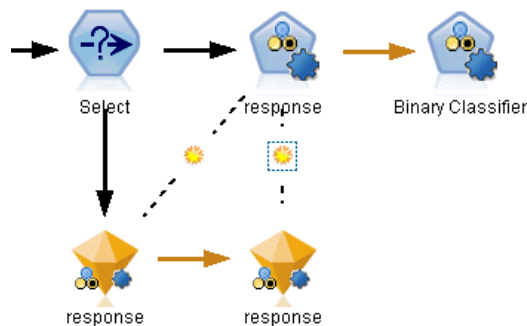 Select
response
Binary Classifier
response
response